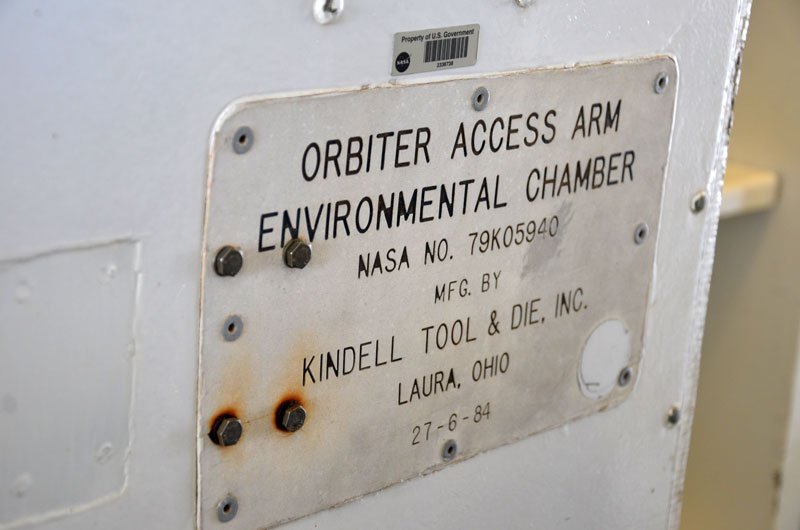 Property of U.S. Government
NASA
ORBITER ACCESS ARM
ENVIRONMENTAL CHAMBER
NASA NO. 79K05940
MFG. BY
KINDELL TOOL & DIE, INC.
LAURA, OHIO
27-6-84